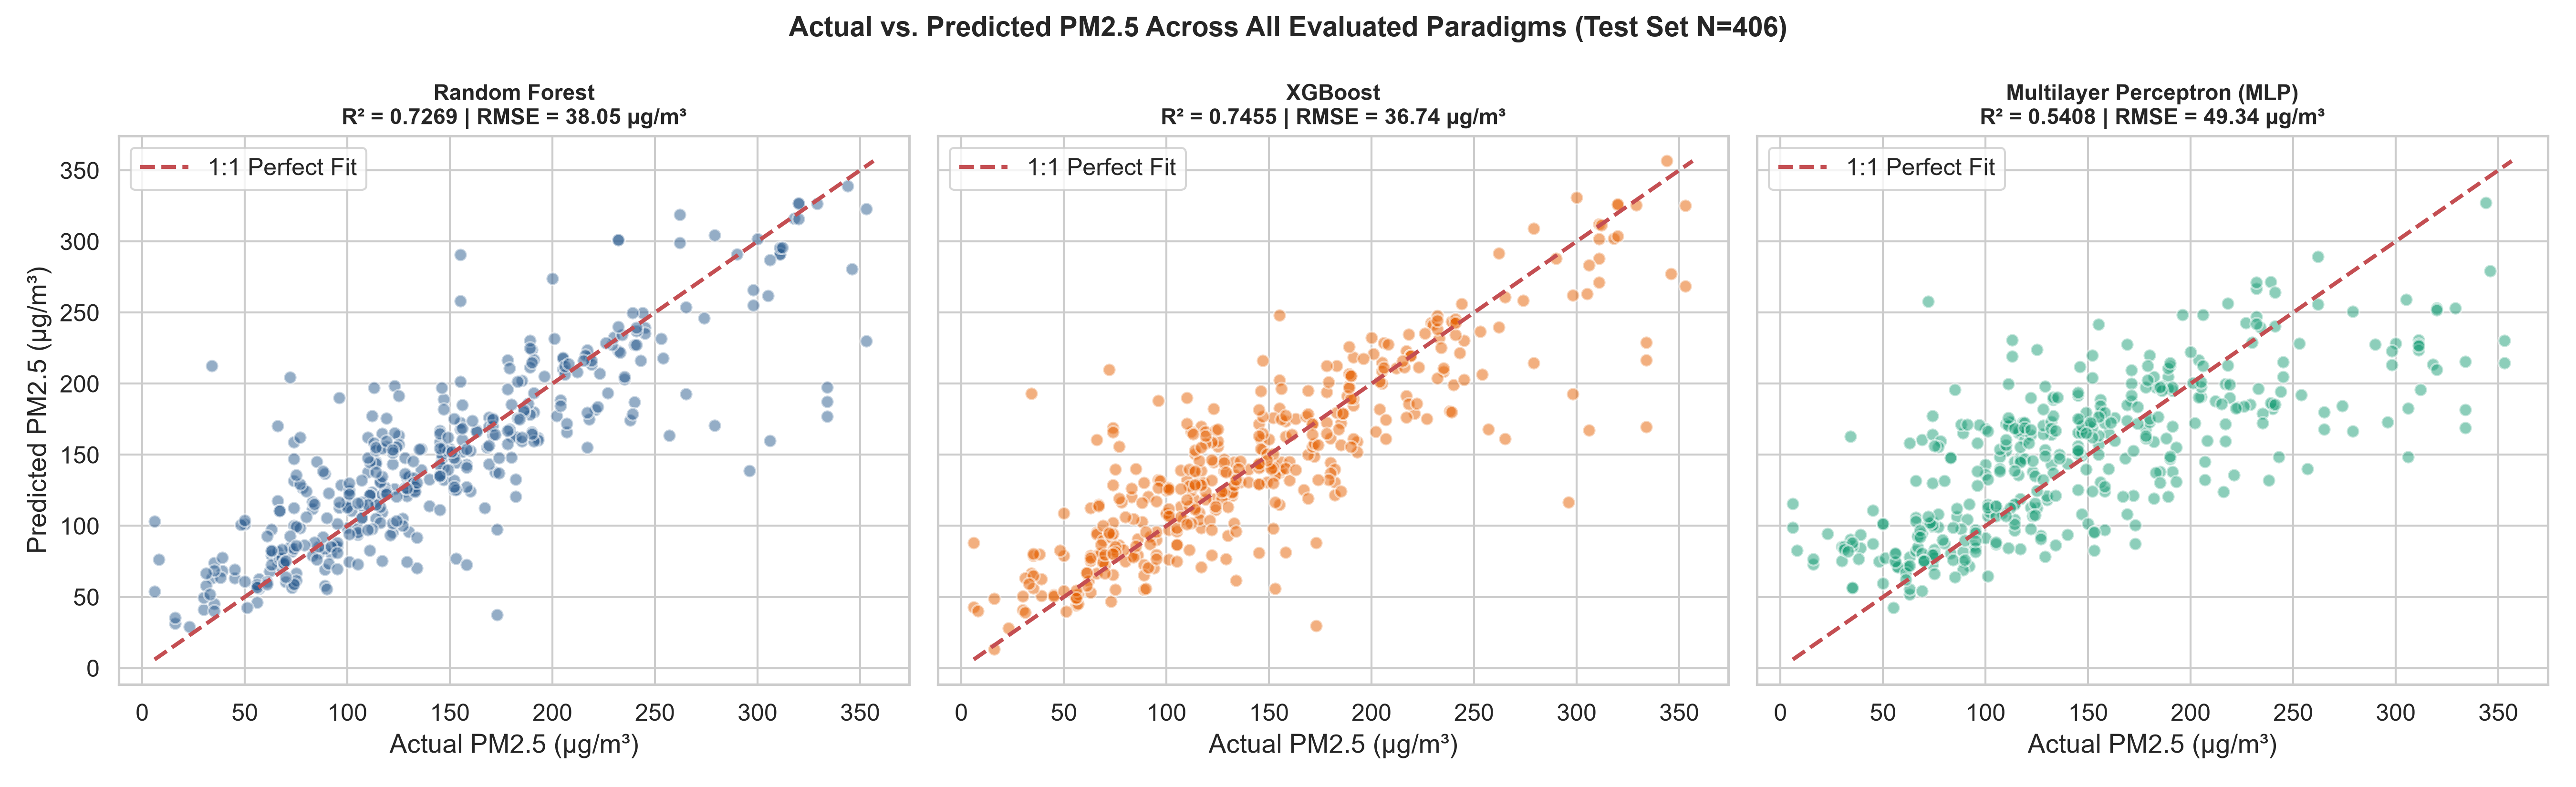 Actual vs. Predicted PM2.5 Across All Evaluated Paradigms (Test Set N=406)
Random Forest
R² = 0.7269 | RMSE = 38.05 µg/m³
1:1 Perfect Fit
Predicted PM2.5 (µg/m³)
350
300
250
200
150
100
50
0
0 50 100 150 200 250 300 350
Actual PM2.5 (µg/m³)
XGBoost
R² = 0.7455 | RMSE = 36.74 µg/m³
1:1 Perfect Fit
0 50 100 150 200 250 300 350
Actual PM2.5 (µg/m³)
Multilayer Perceptron (MLP)
R² = 0.5408 | RMSE = 49.34 µg/m³
1:1 Perfect Fit
0 50 100 150 200 250 300 350
Actual PM2.5 (µg/m³)